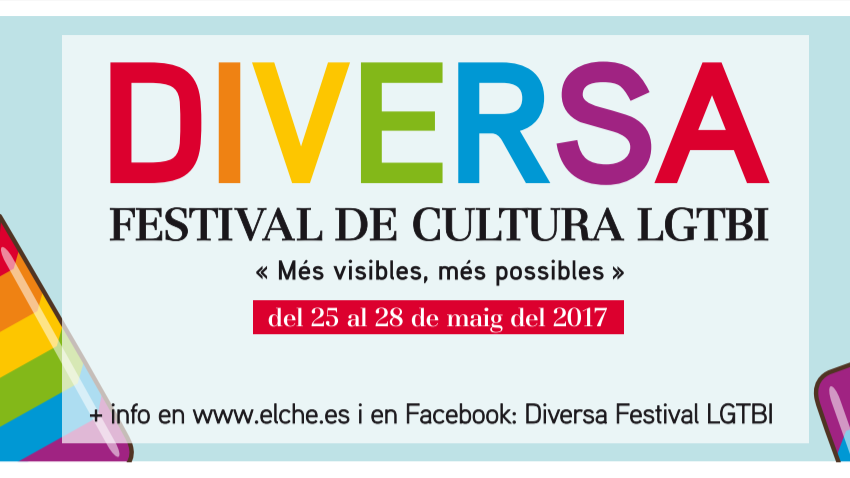 DIVERSA
FESTIVAL DE CULTURA LGTBI
« Més visibles, més possibles »
del 25 al 28 de maig del 2017
+ info en www.elche.es i en Facebook: Diversa Festival LGTBI